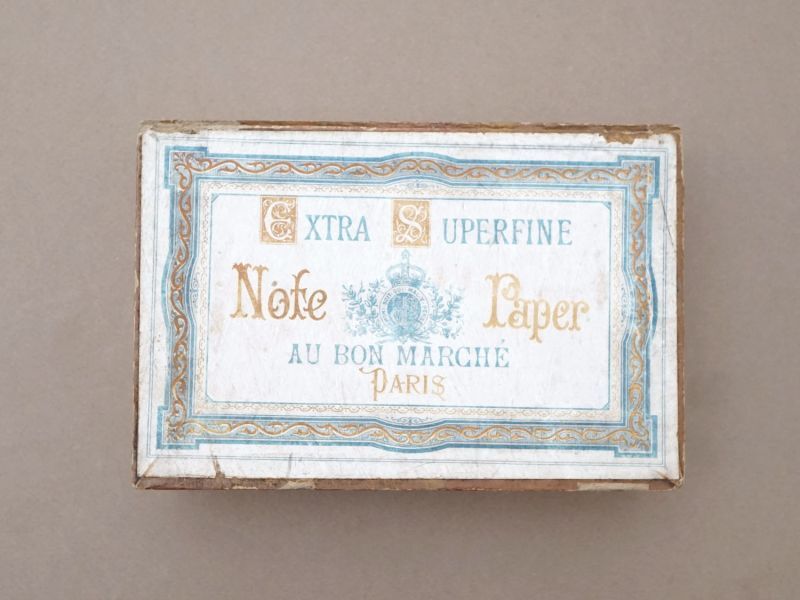 EXTRA SUPERFINE
Note Paper
AU BON MARCHÉ
PARIS